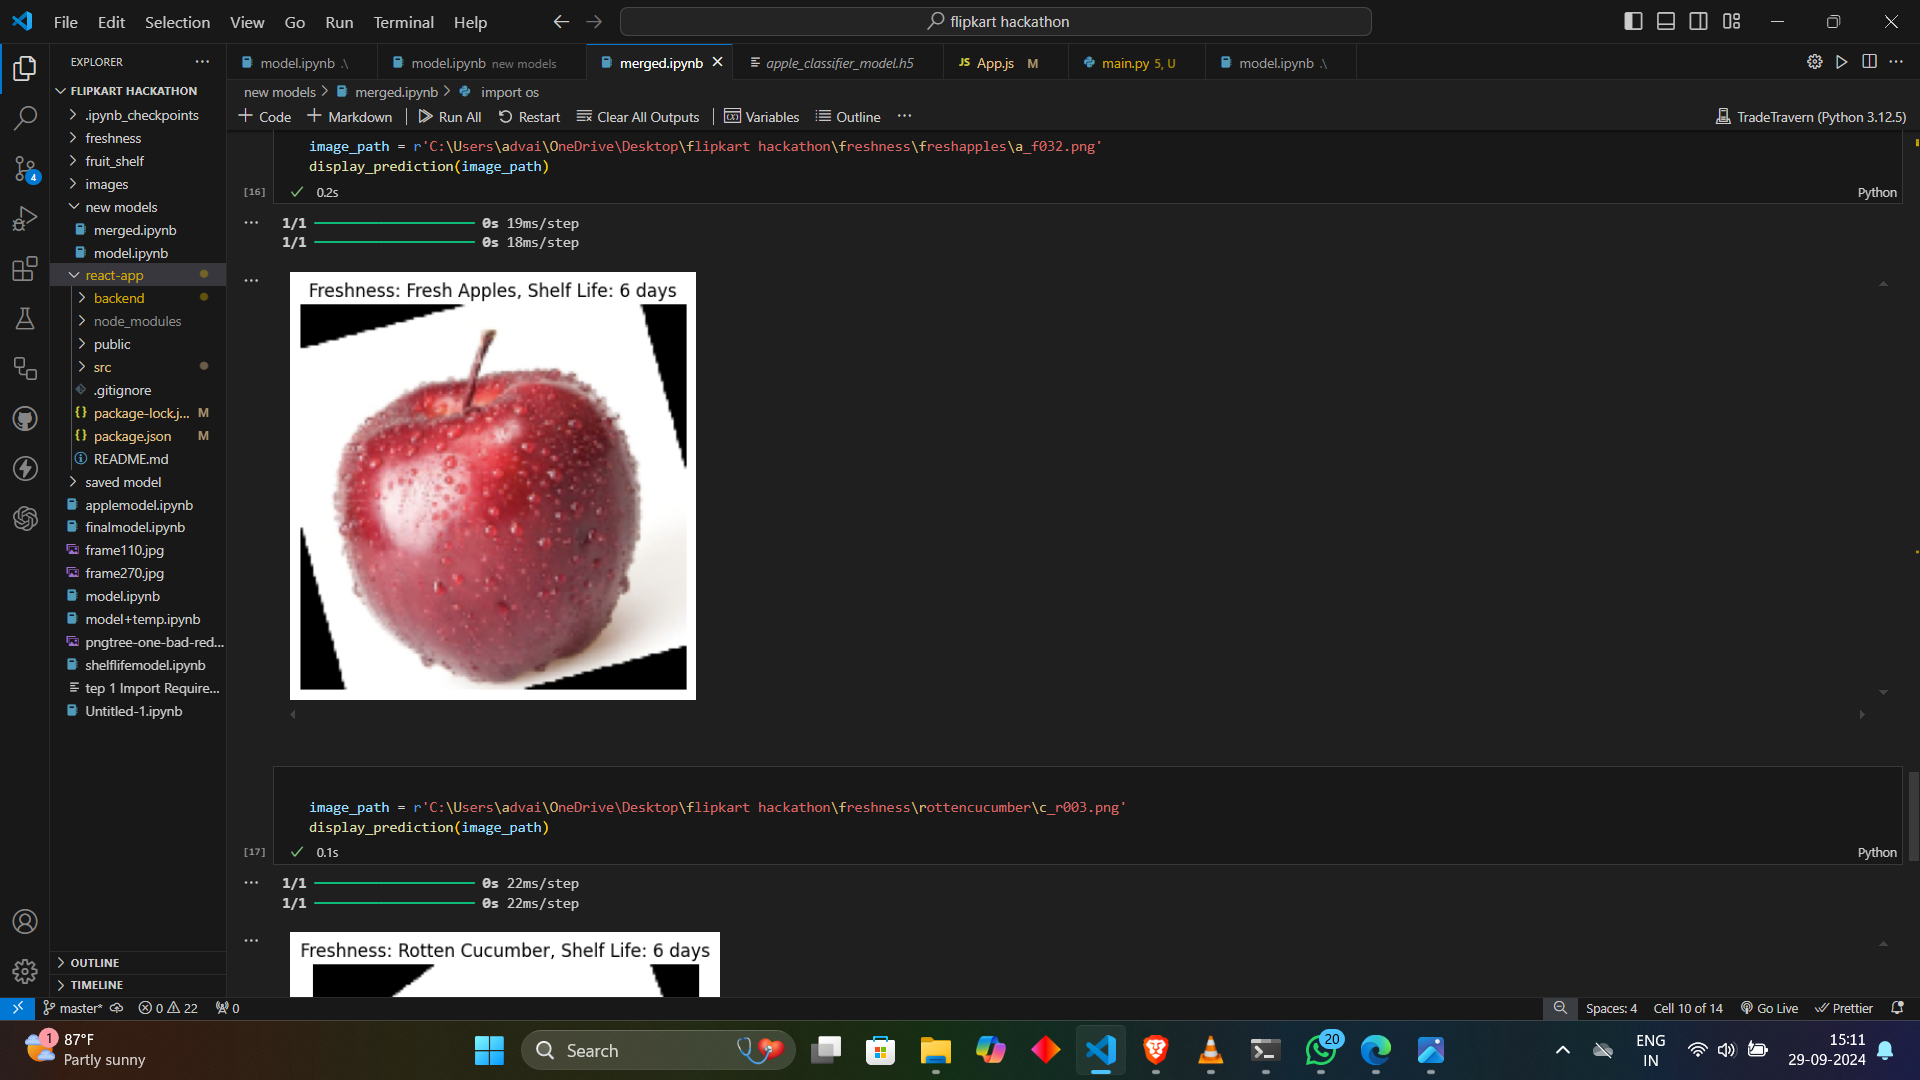 File Edit Selection View Go Run Terminal Help
flipkart hackathon
EXPLORER
FLIPKART HACKATHON
.ipynb_checkpoints
freshness
fruit_shelf
images
new models
merged.ipynb
model.ipynb
react-app
backend
node_modules
public
src
.gitignore
package-lock.j... M
package.json M
README.md
saved model
applemodel.ipynb
finalmodel.ipynb
frame110.jpg
frame270.jpg
model.ipynb
model+temp.ipynb
pngtree-one-bad-red...
shelflifemodel.ipynb
tep 1 Import Require...
Untitled-1.ipynb
OUTLINE
TIMELINE
model.ipynb .\ model.ipynb new models merged.ipynb apple_classifier_model.h5 JS App.js M main.py 5, U model.ipynb .\
new models > merged.ipynb > import os
+ Code + Markdown Run All Restart Clear All Outputs Variables Outline ... TradeTravern (Python 3.12.5)
image_path = r'C:\Users\advai\OneDrive\Desktop\flipkart hackathon\freshness\freshapples\a_f032.png'
display_prediction(image_path)
[16] 0.2s Python
1/1 0s 19ms/step
1/1 0s 18ms/step
Freshness: Fresh Apples, Shelf Life: 6 days
image_path = r'C:\Users\advai\OneDrive\Desktop\flipkart hackathon\freshness\rottencucumber\c_r003.png'
display_prediction(image_path)
[17] 0.1s Python
1/1 0s 22ms/step
1/1 0s 22ms/step
Freshness: Rotten Cucumber, Shelf Life: 6 days
4
master* 0 22 0 Spaces: 4 Cell 10 of 14 Go Live Prettier
1 87°F
Partly sunny
Search
20
ENG
IN
15:11
29-09-2024